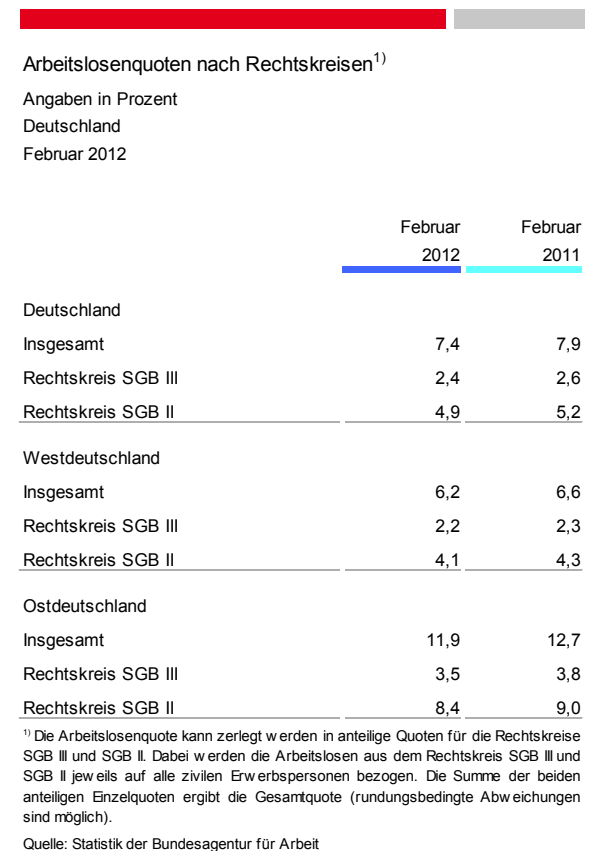 Arbeitslosenquoten nach Rechtskreisen1)
Angaben in Prozent
Deutschland
Februar 2012
Februar Februar
2012 2011
Deutschland
Insgesamt 7,4 7,9
Rechtskreis SGB III 2,4 2,6
Rechtskreis SGB II 4,9 5,2
Westdeutschland
Insgesamt 6,2 6,6
Rechtskreis SGB III 2,2 2,3
Rechtskreis SGB II 4,1 4,3
Ostdeutschland
Insgesamt 11,9 12,7
Rechtskreis SGB III 3,5 3,8
Rechtskreis SGB II 8,4 9,0
1) Die Arbeitslosenquote kann zerlegt werden in anteilige Quoten für die Rechtskreise
SGB III und SGB II. Dabei werden die Arbeitslosen aus dem Rechtskreis SGB III und
SGB II jeweils auf alle zivilen Erwerbspersonen bezogen. Die Summe der beiden
anteiligen Einzelquoten ergibt die Gesamtquote (rundungsbedingte Abweichungen
sind möglich).
Quelle: Statistik der Bundesagentur für Arbeit